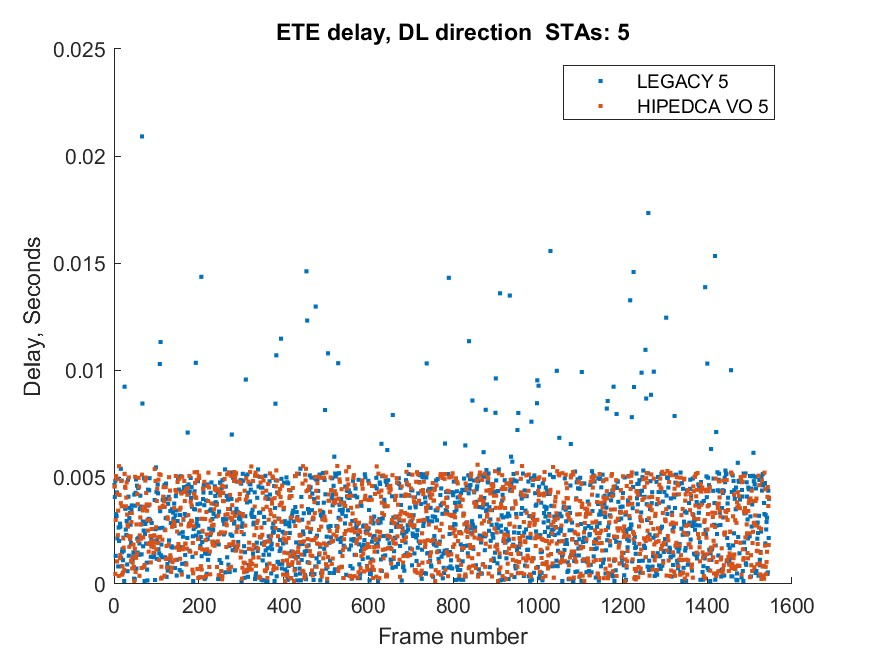 ETE delay, DL direction  STAs: 5
LEGACY 5
HIPEDCA VO 5
0.025
0.02
0.015
0.01
0.005
0
Delay, Seconds
0 200 400 600 800 1000 1200 1400 1600
Frame number